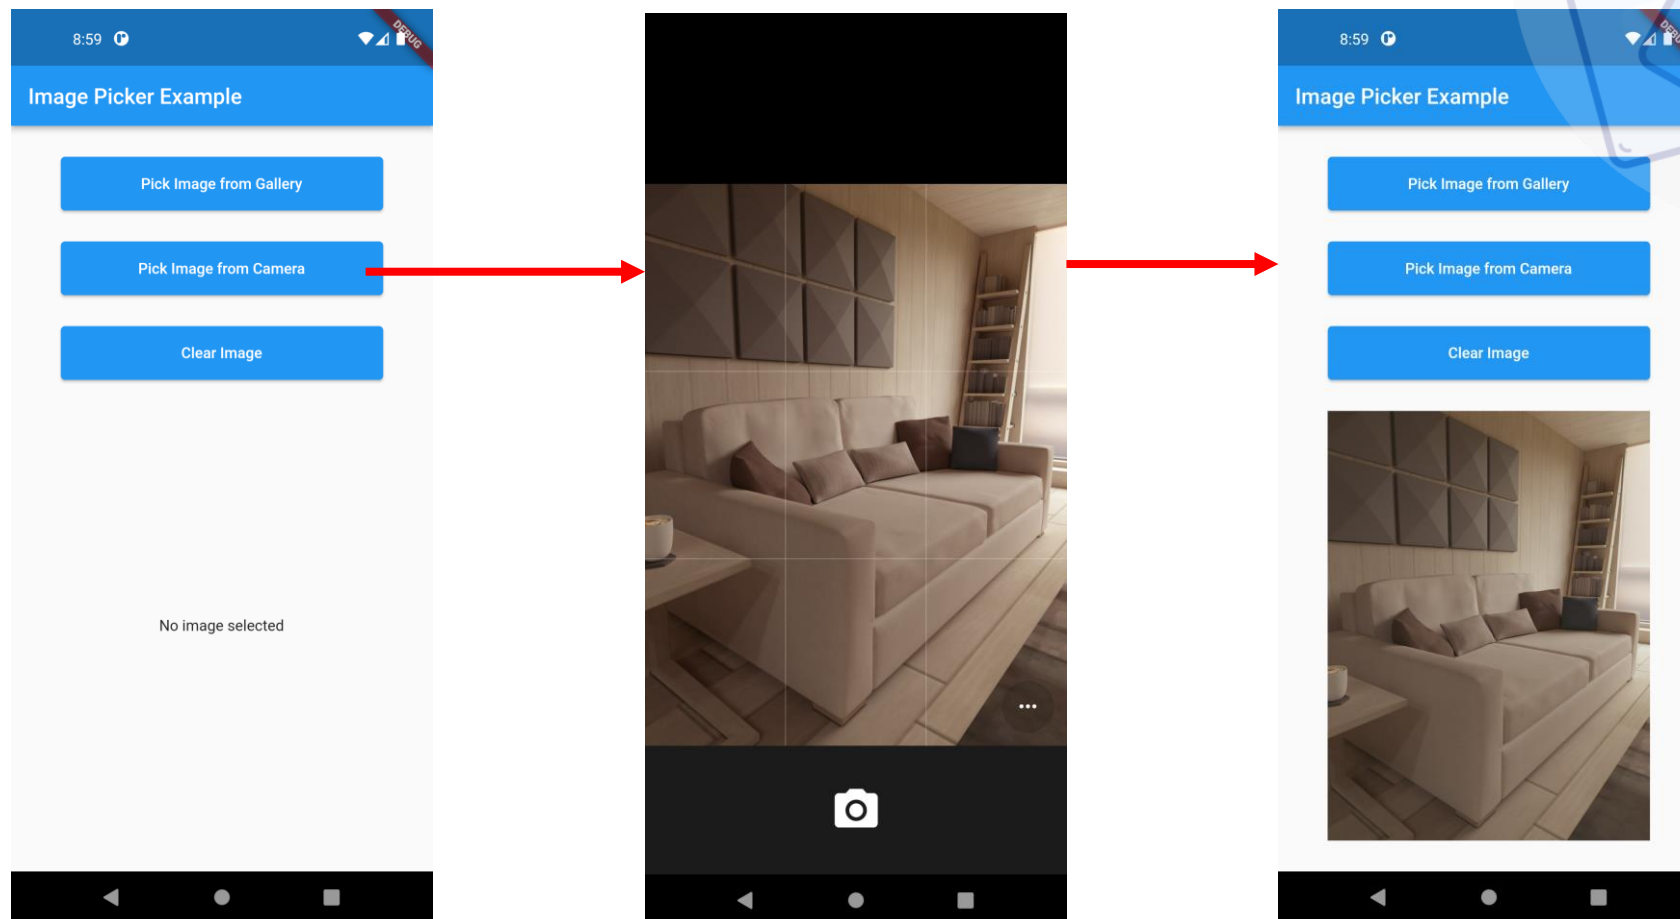 8:59
DEBUG
Image Picker Example
Pick Image from Gallery
Pick Image from Camera
Clear Image
No image selected
8:59
Image Picker Example
Pick Image from Gallery
Pick Image from Camera
Clear Image